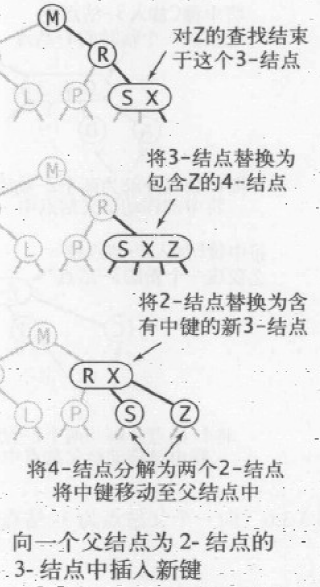 M
R
对Z的查找结束
于这个3-结点
L
P
S X
将3-结点替换为
包含Z的4-结点
M
R
L
P
S X Z
将2-结点替换为含
有中键的新3-结点
M
R X
L
P
S
Z
将4-结点分解为两个2-结点
将中键移动至父结点中
向一个父结点为 2- 结点的
3- 结点中插入新键